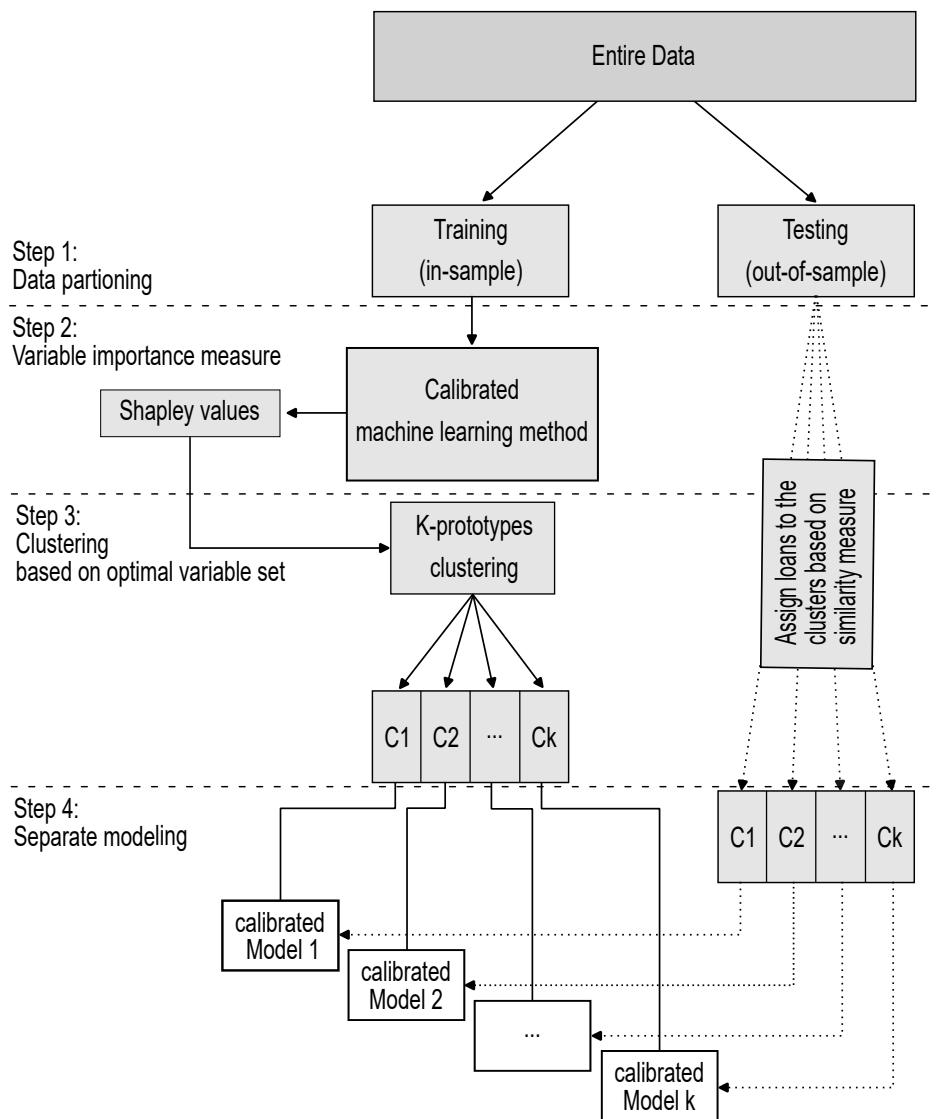 Entire Data
Training
(in-sample)
Testing
(out-of-sample)
Step 1:
Data partioning
Step 2:
Variable importance measure
Calibrated
machine learning method
Shapley values
Step 3:
Clustering
based on optimal variable set
K-prototypes
clustering
Assign loans to the
clusters based on
similarity measure
C1 C2 ... Ck
Step 4:
Separate modeling
C1 C2 ... Ck
calibrated
Model 1
calibrated
Model 2
...
calibrated
Model k